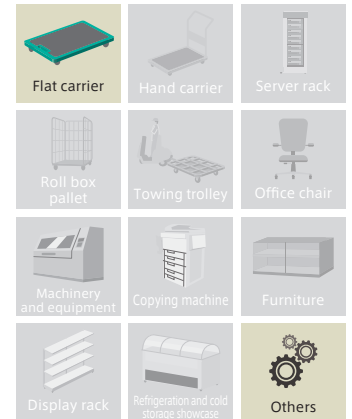 Flat carrier
Hand carrier
Server rack
Roll box
pallet
Towing trolley
Office chair
Machinery
and equipment
Copying machine
Furniture
Display rack
Refrigeration and cold
storage showcase
Others